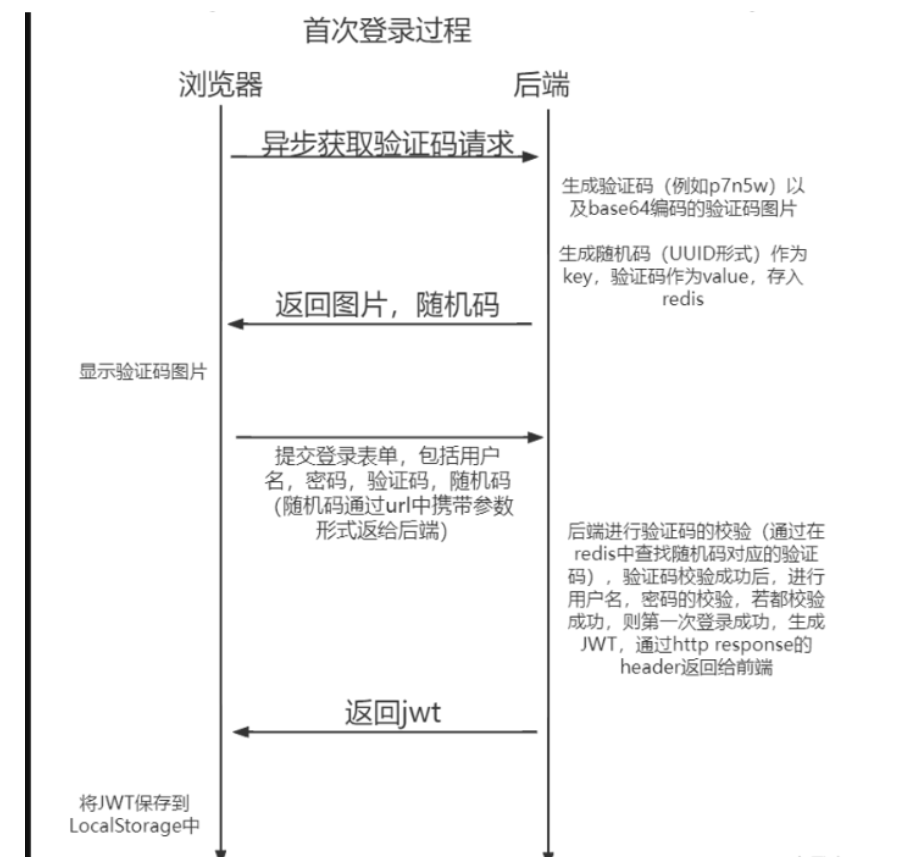 首次登录过程
浏览器
后端
异步获取验证码请求
生成验证码（例如p7n5w）以
及base64编码的验证码图片
生成随机码（UUID形式）作为
key，验证码作为value，存入
redis
返回图片，随机码
显示验证码图片
提交登录表单，包括用户
名，密码，验证码，随机码
（随机码通过url中携带参数
形式返给后端）
后端进行验证码的校验（通过在
redis中查找随机码对应的验证
码），验证码校验成功后，进行
用户名，密码的校验，若都校验
成功，则第一次登录成功，生成
JWT，通过http response的
header返回给前端
返回jwt
将JWT保存到
LocalStorage中